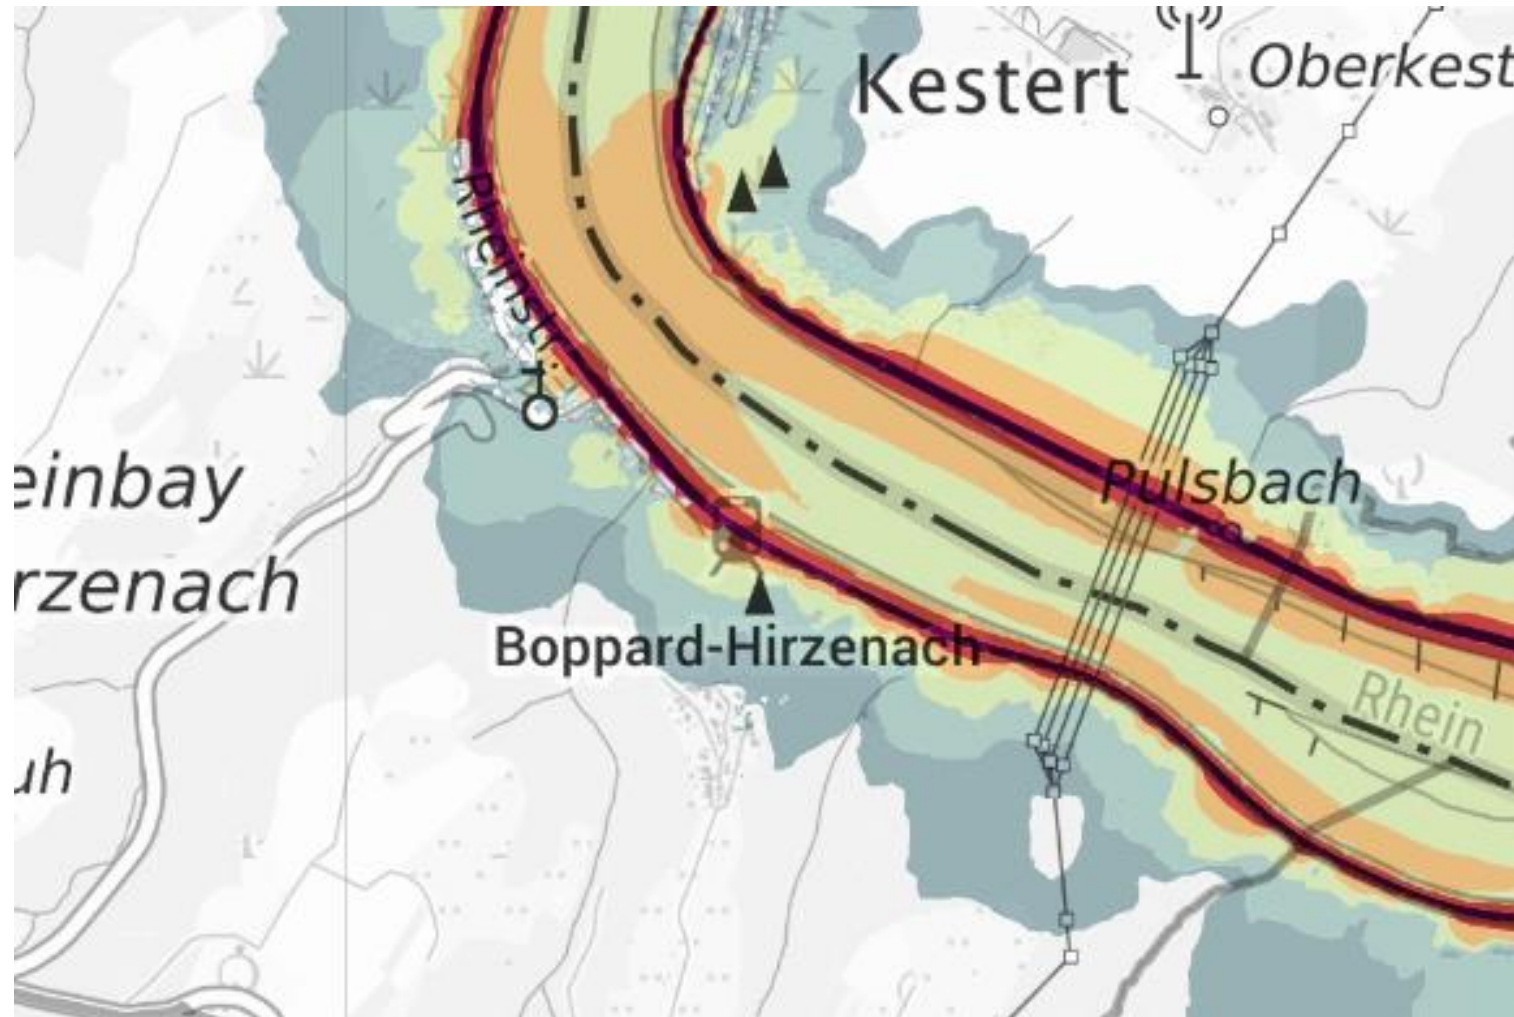 Kestert
Oberkest
Rheinstr.
einbay
rzenach
Pulsbach
Boppard-Hirzenach
Rhein
uh